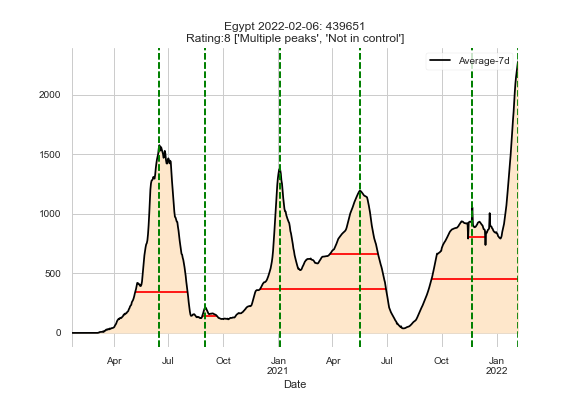 Egypt 2022-02-06: 439651
Rating:8 ['Multiple peaks', 'Not in control']
Average-7d
2000
1500
1000
500
0
Apr Jul Oct Jan Apr Jul Oct Jan
2021 2022
Date